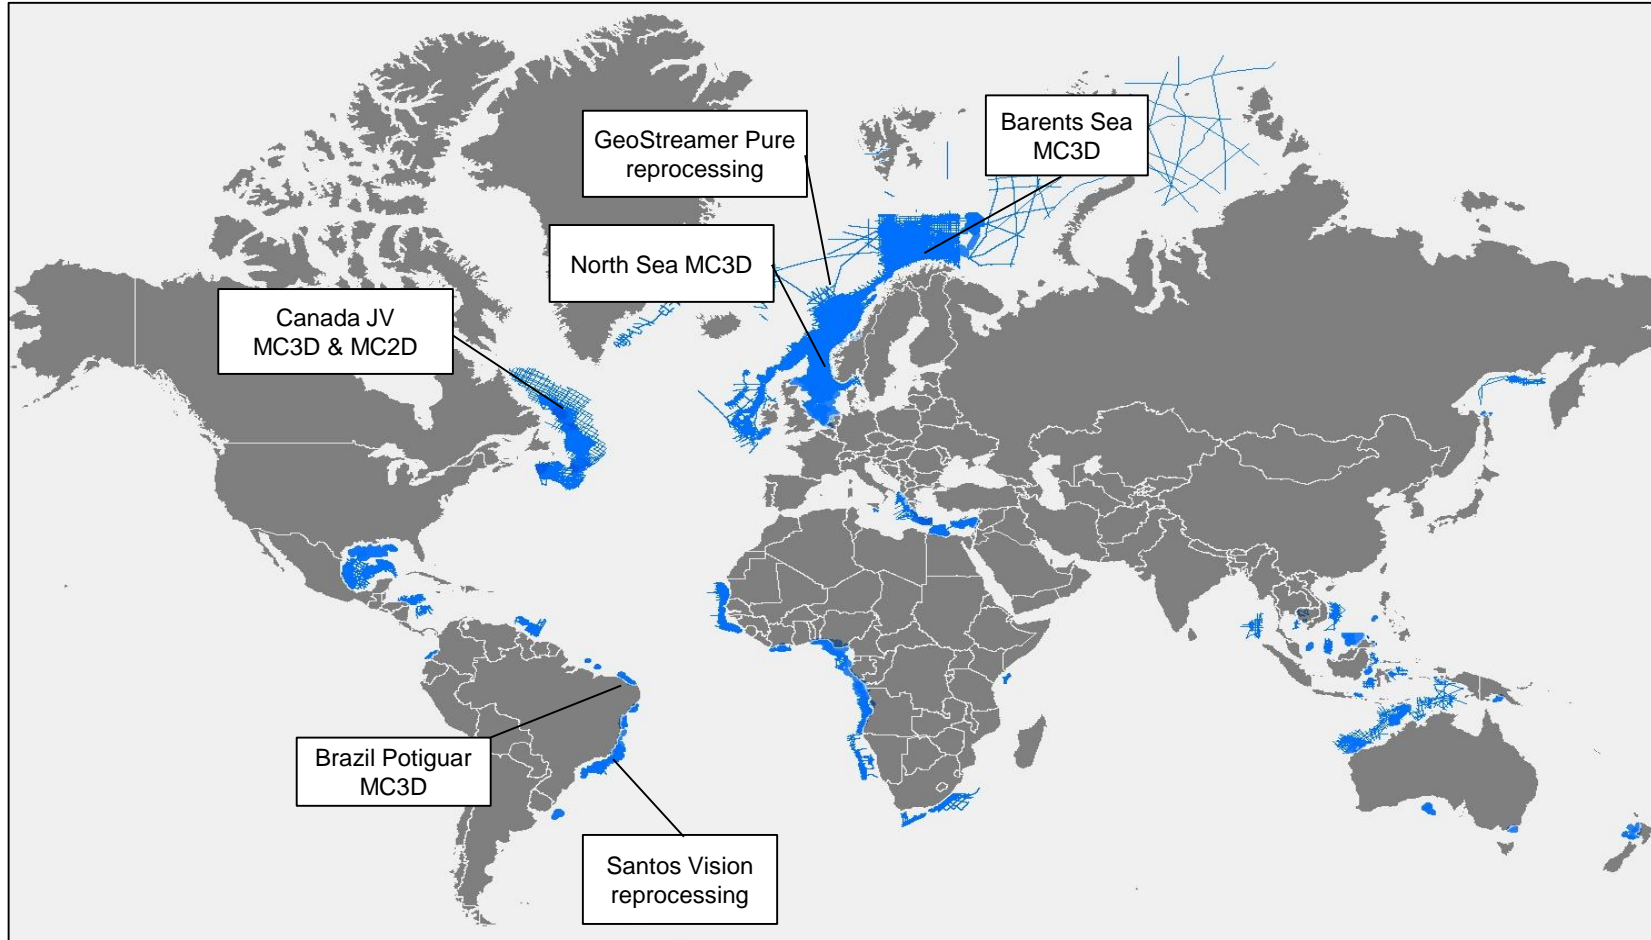 GeoStreamer Pure
reprocessing
Barents Sea
MC3D
North Sea MC3D
Canada JV
MC3D & MC2D
Brazil Potiguar
MC3D
Santos Vision
reprocessing